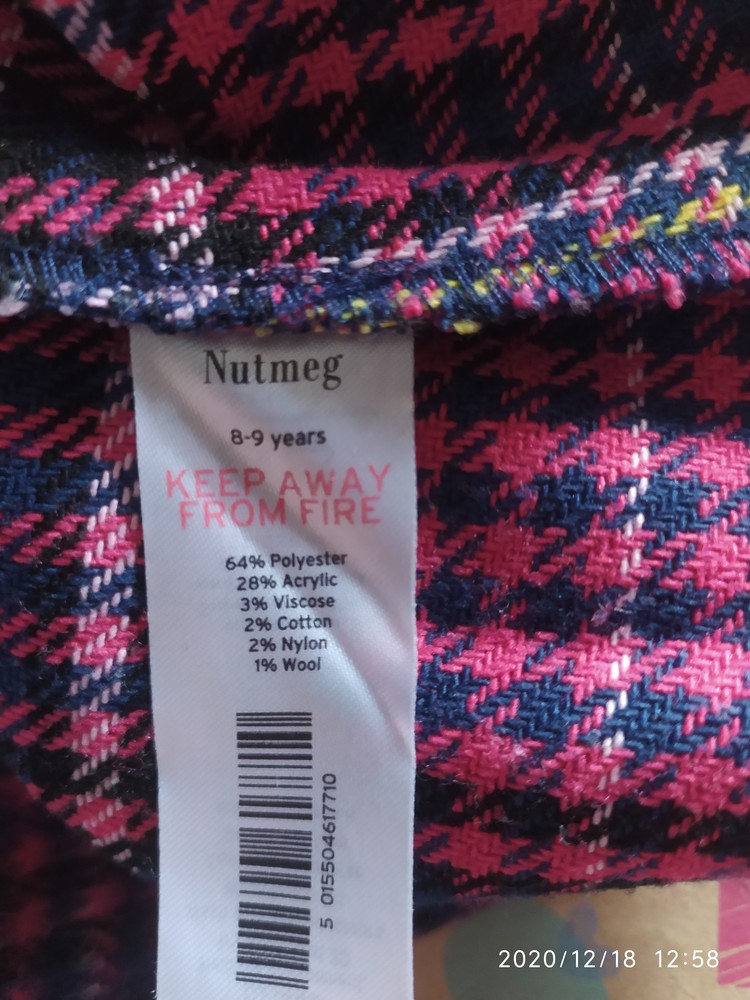 Nutmeg
8-9 years
KEEP AWAY
FROM FIRE
64% Polyester
28% Acrylic
3% Viscose
2% Cotton
2% Nylon
1% Wool
5 015504617710
2020/12/18 12:58